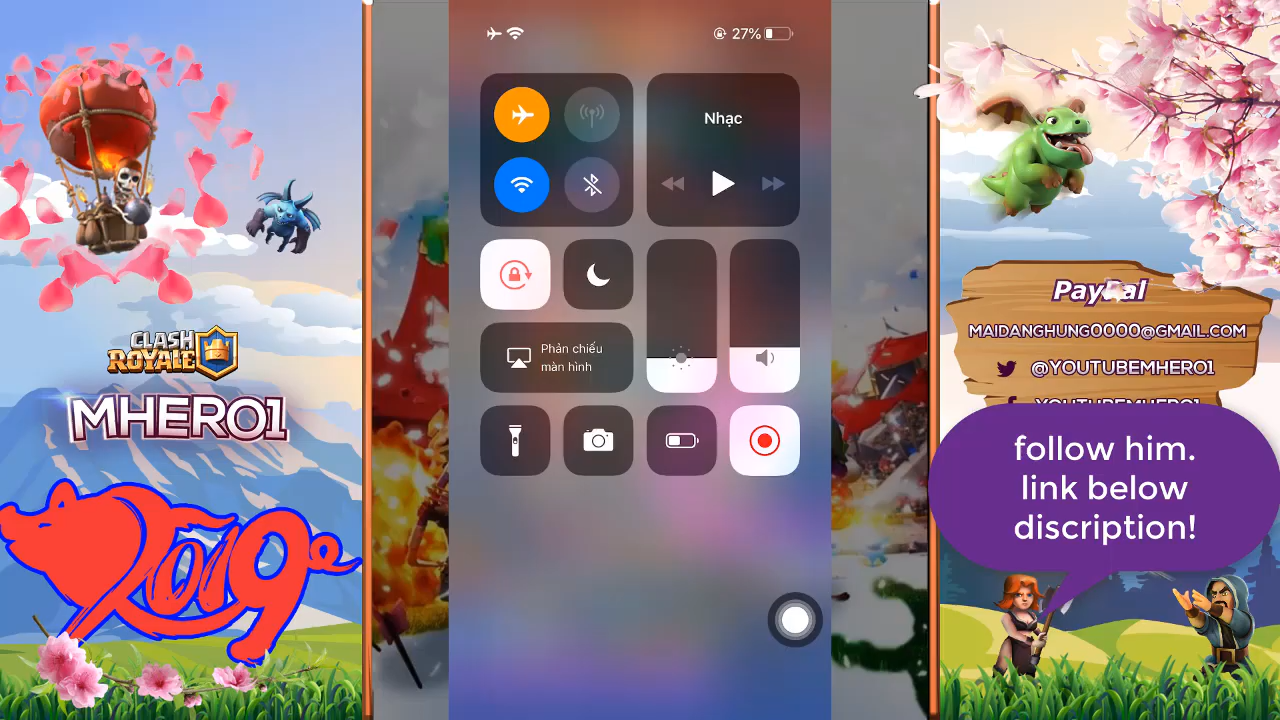 27%
Nhạc
Phản chiếu
màn hình
CLASH
ROYALE
MHERO1
2019
PayPal
MAIDANGHUNG0000@GMAIL.COM
@YOUTUBEMHERO1
YOUTUBEMHERO1
follow him.
link below
discription!